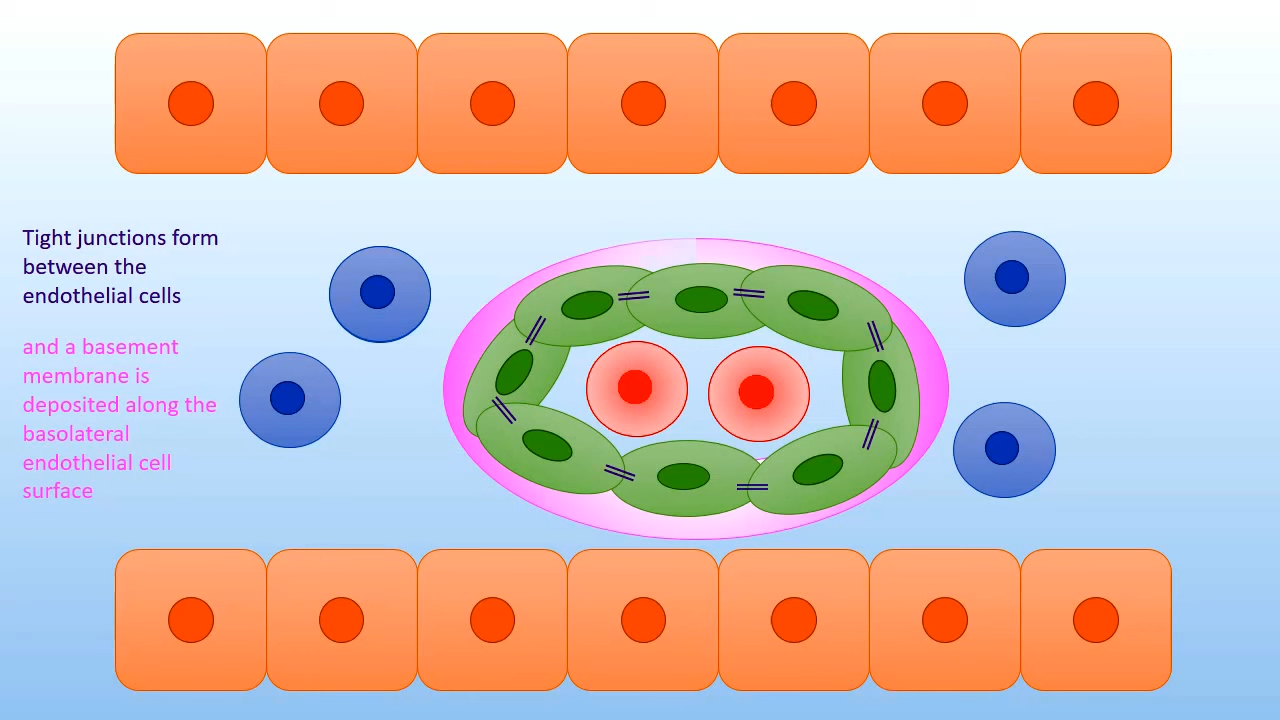 Tight junctions form
between the
endothelial cells
and a basement
membrane is
deposited along the
basolateral
endothelial cell
surface